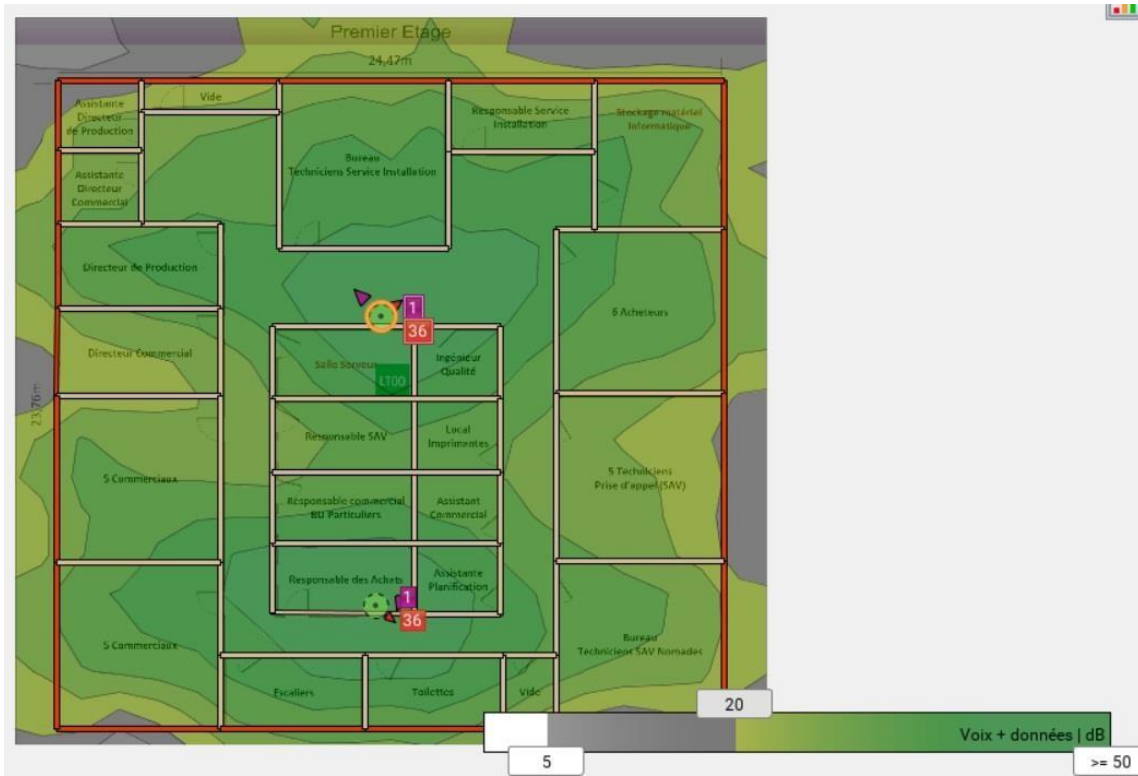 Premier Etage
24,47m
Assistante
Directeur
de Production
Vide
Responsable Service
Installation
Stockage matériel
Informatique
Bureau
Techniciens Service Installation
Assistante
Directeur
Commercial
Directeur de Production
1
36
6 Acheteurs
Directeur Commercial
Salle Serveur
LT00
Ingénieur
Qualité
23,76m
Responsable SAV
Local
Imprimentes
5 Commerciaux
5 Techniiciens
Prise d'appel (SAV)
Responsable commercial
BU Particuliers
Assistant
Commercial
Responsable des Achats
Assistante
Planification
1
36
5 Commerciaux
Bureau
Techniciens SAV Nomades
Escaliers
Toilettes
Vide
20
Voix + données | dB
5
>= 50